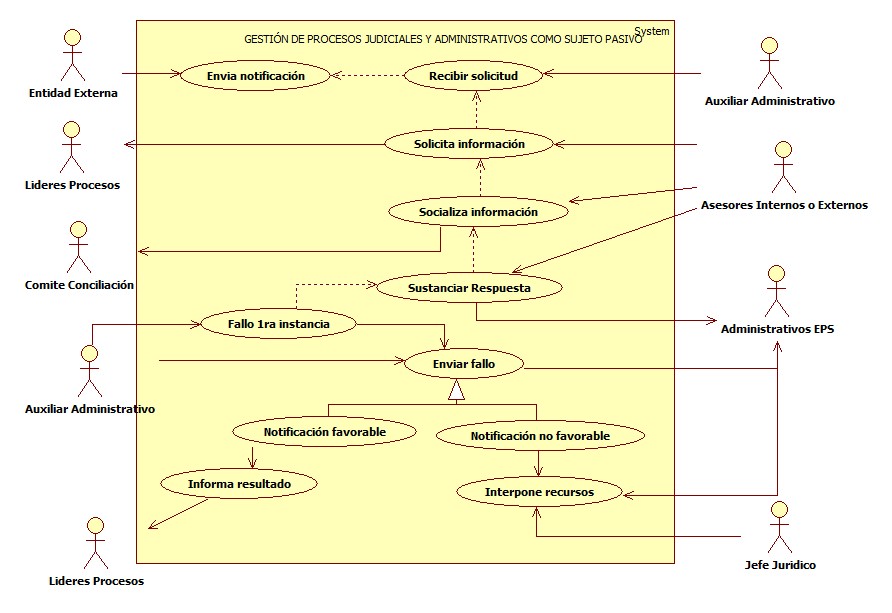 System
GESTIÓN DE PROCESOS JUDICIALES Y ADMINISTRATIVOS COMO SUJETO PASIVO
Entidad Externa
Envia notificación
Recibir solicitud
Auxiliar Administrativo
Lideres Procesos
Solicita información
Asesores Internos o Externos
Socializa información
Comite Conciliación
Sustanciar Respuesta
Administrativos EPS
Fallo 1ra instancia
Enviar fallo
Auxiliar Administrativo
Notificación favorable
Notificación no favorable
Informa resultado
Interpone recursos
Lideres Procesos
Jefe Juridico